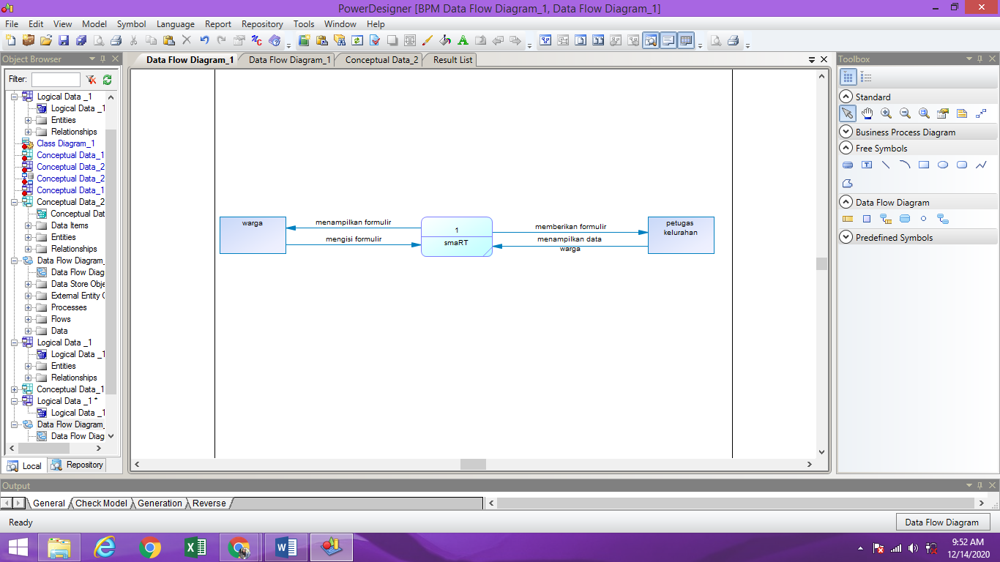 PowerDesigner [BPM Data Flow Diagram_1, Data Flow Diagram_1]
File Edit View Model Symbol Language Report Repository Tools Window Help
Object Browser
Filter:
Logical Data _1
Logical Data _1
Entities
Relationships
Class Diagram_1
Conceptual Data_1
Conceptual Data_2
Conceptual Data_2
Conceptual Data_1
Conceptual Data_2
Conceptual Dat
Data Items
Entities
Relationships
Data Flow Diagram_
Data Flow Diag
Data Store Obje
External Entity O
Processes
Flows
Data
Logical Data _1
Logical Data _1
Entities
Relationships
Conceptual Data_1
Logical Data _1 *
Logical Data _1
Data Flow Diagram_
Data Flow Diag
Local Repository
Data Flow Diagram_1 Data Flow Diagram_1 Conceptual Data_2 Result List
warga
menampilkan formulir
mengisi formulir
1
smaRT
memberikan formulir
menampilkan data
warga
petugas
kelurahan
Toolbox
Standard
Business Process Diagram
Free Symbols
Data Flow Diagram
Predefined Symbols
Output
General Check Model Generation Reverse
Ready
Data Flow Diagram
9:52 AM
12/14/2020